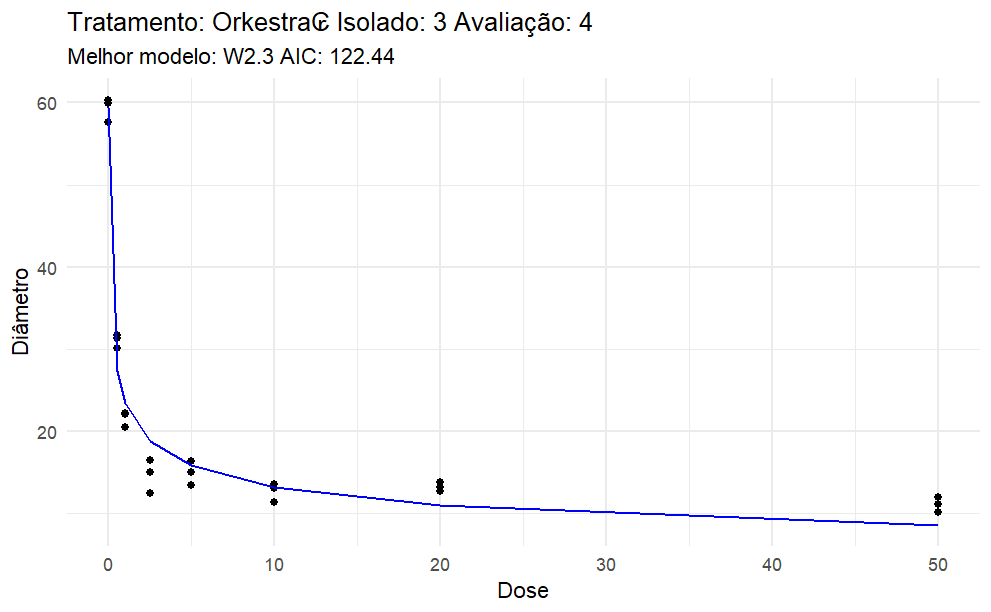 Tratamento: Orkestra₢ Isolado: 3 Avaliação: 4
Melhor modelo: W2.3 AIC: 122.44
60
40
20
Diâmetro
0
10
20
30
40
50
Dose